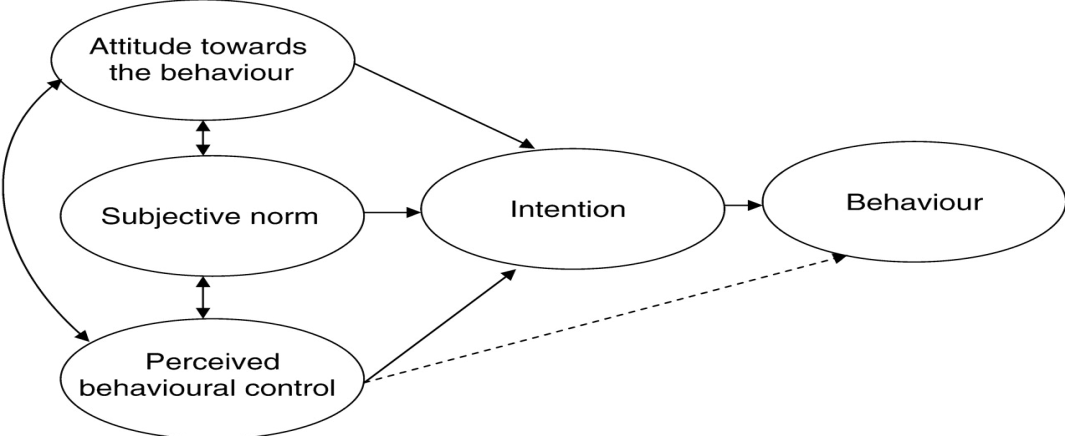 Attitude towards
the behaviour
Subjective norm
Intention
Behaviour
Perceived
behavioural control